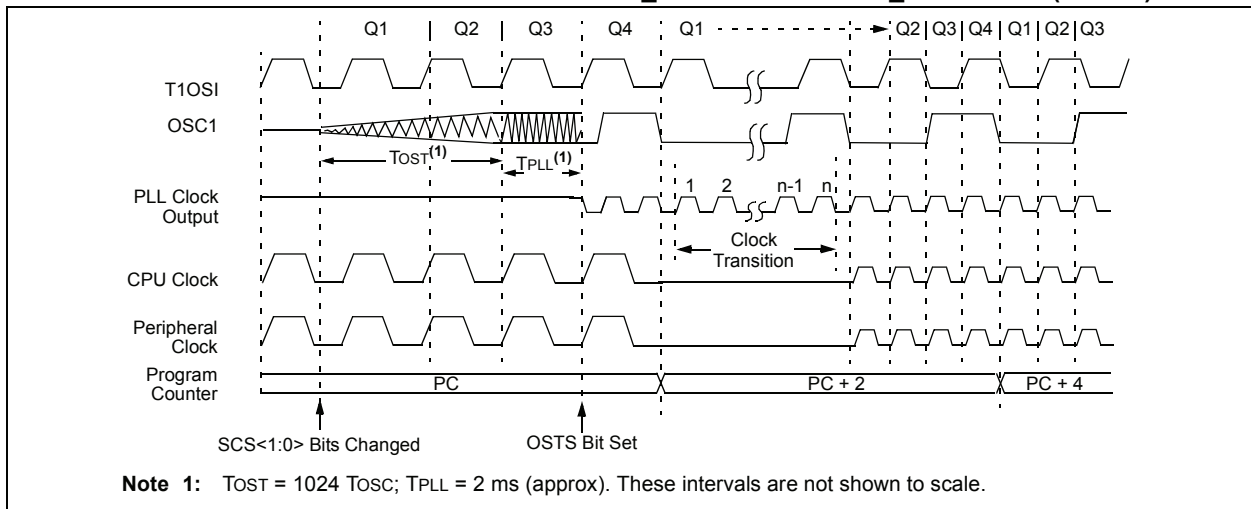 Q1 Q2 Q3 Q4 Q1 Q2 Q3 Q4 Q1 Q2 Q3
T1OSI
OSC1
TOST(1)
TPLL(1)
1 2 n-1 n
PLL Clock
Output
Clock
Transition
CPU Clock
Peripheral
Clock
Program
Counter
PC PC + 2 PC + 4
SCS<1:0> Bits Changed
OSTS Bit Set
Note 1: TOST = 1024 TOSC; TPLL = 2 ms (approx). These intervals are not shown to scale.